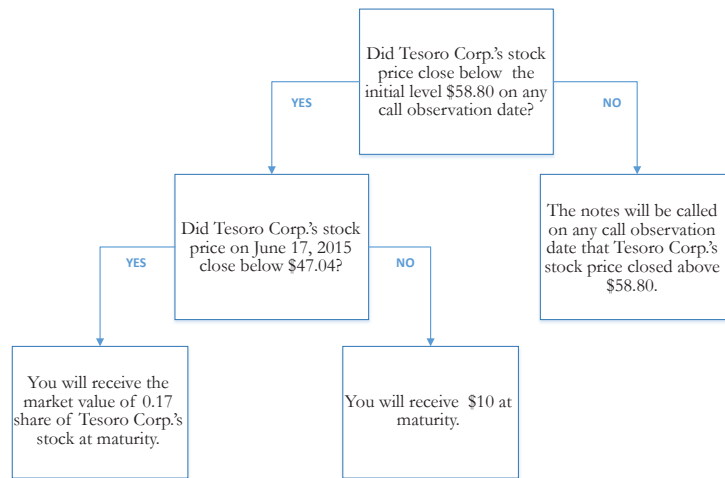 Did Tesoro Corp.'s stock
price close below the
initial level $58.80 on any
call observation date?
YES
NO
Did Tesoro Corp.'s stock
price on June 17, 2015
close below $47.04?
The notes will be called
on any call observation
date that Tesoro Corp.'s
stock price closed above
$58.80.
YES
NO
You will receive the
market value of 0.17
share of Tesoro Corp.'s
stock at maturity.
You will receive $10 at
maturity.